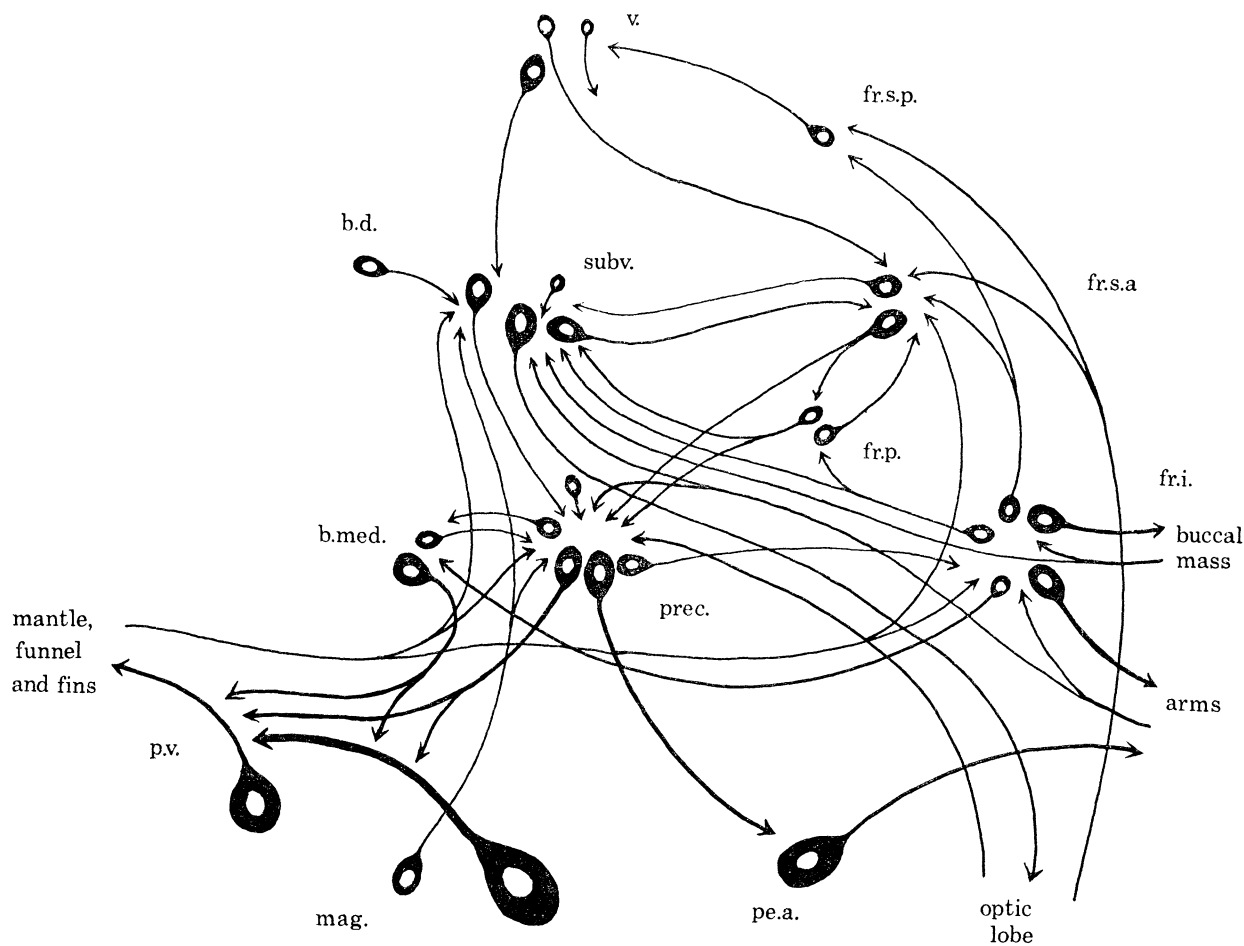 v.
fr.s.p.
b.d.
subv.
fr.s.a
fr.p.
fr.i.
buccal
mass
b.med.
prec.
mantle,
funnel
and fins
arms
p.v.
mag.
pe.a.
optic
lobe